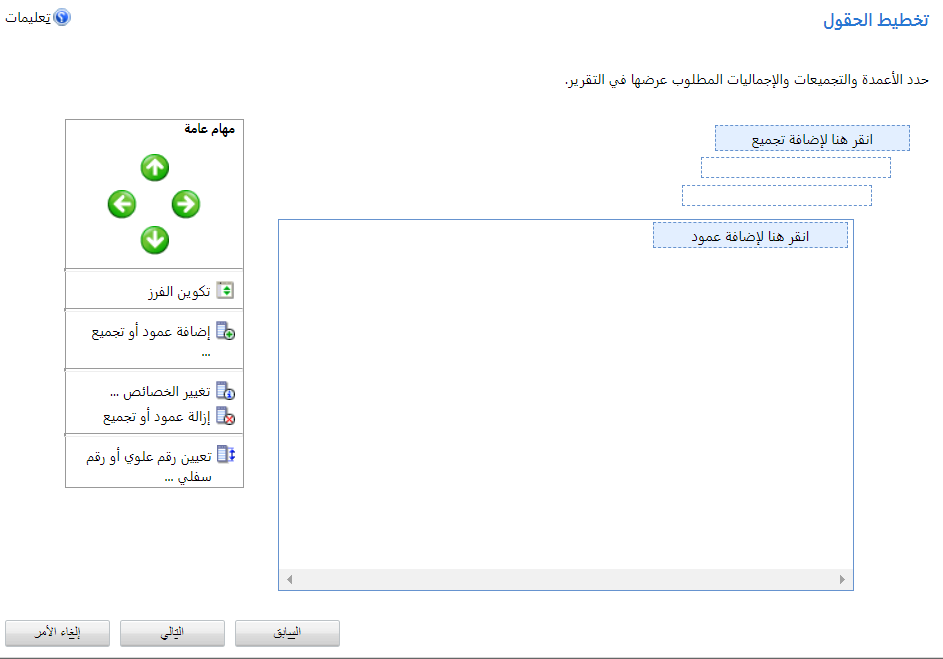 تخطيط الحقول
تعليمات
حدد الأعمدة والتجميعات والإجماليات المطلوب عرضها في التقرير.
انقر هنا لإضافة تجميع
انقر هنا لإضافة عمود
مهام عامة
تكوين الفرز
إضافة عمود أو تجميع
...
تغيير الخصائص ...
إزالة عمود أو تجميع
تعيين رقم علوي أو رقم
سفلي ...
السابق
التالي
إلغاء الأمر